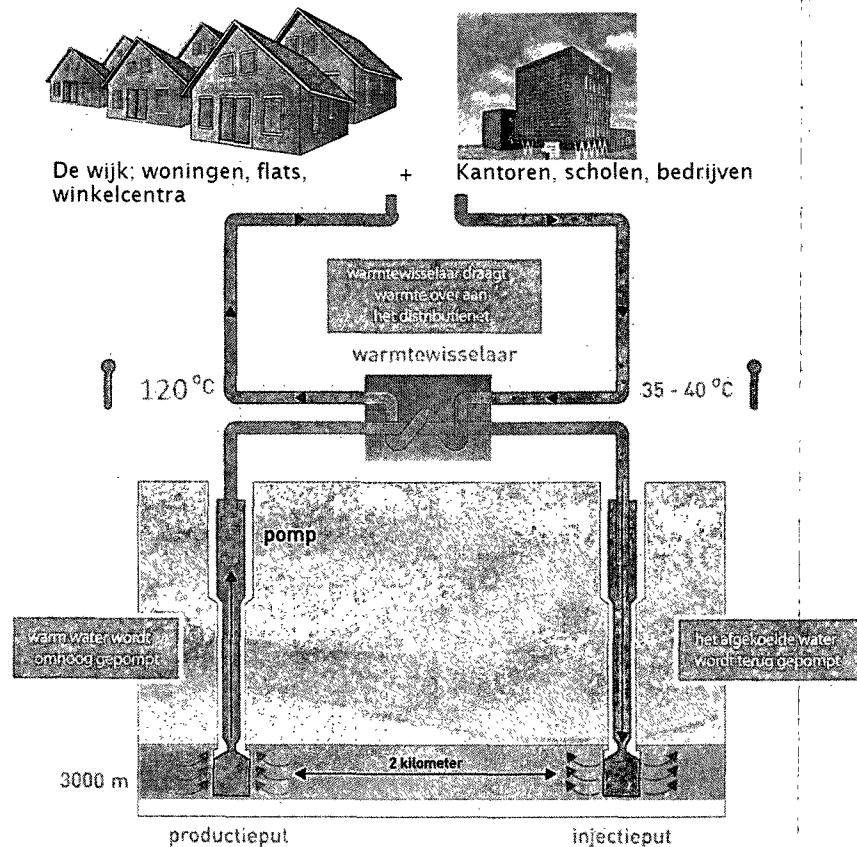 De wijk; woningen, flats,
winkelcentra
+
Kantoren, scholen, bedrijven
warmtewisselaar draagt
warmte over aan
het distributienet
warmtewisselaar
120 °C
35 - 40 °C
pomp
warm water wordt
omhoog gepompt
het afgekoelde water
wordt terug gepompt
2 kilometer
3000 m
productieput
injectieput